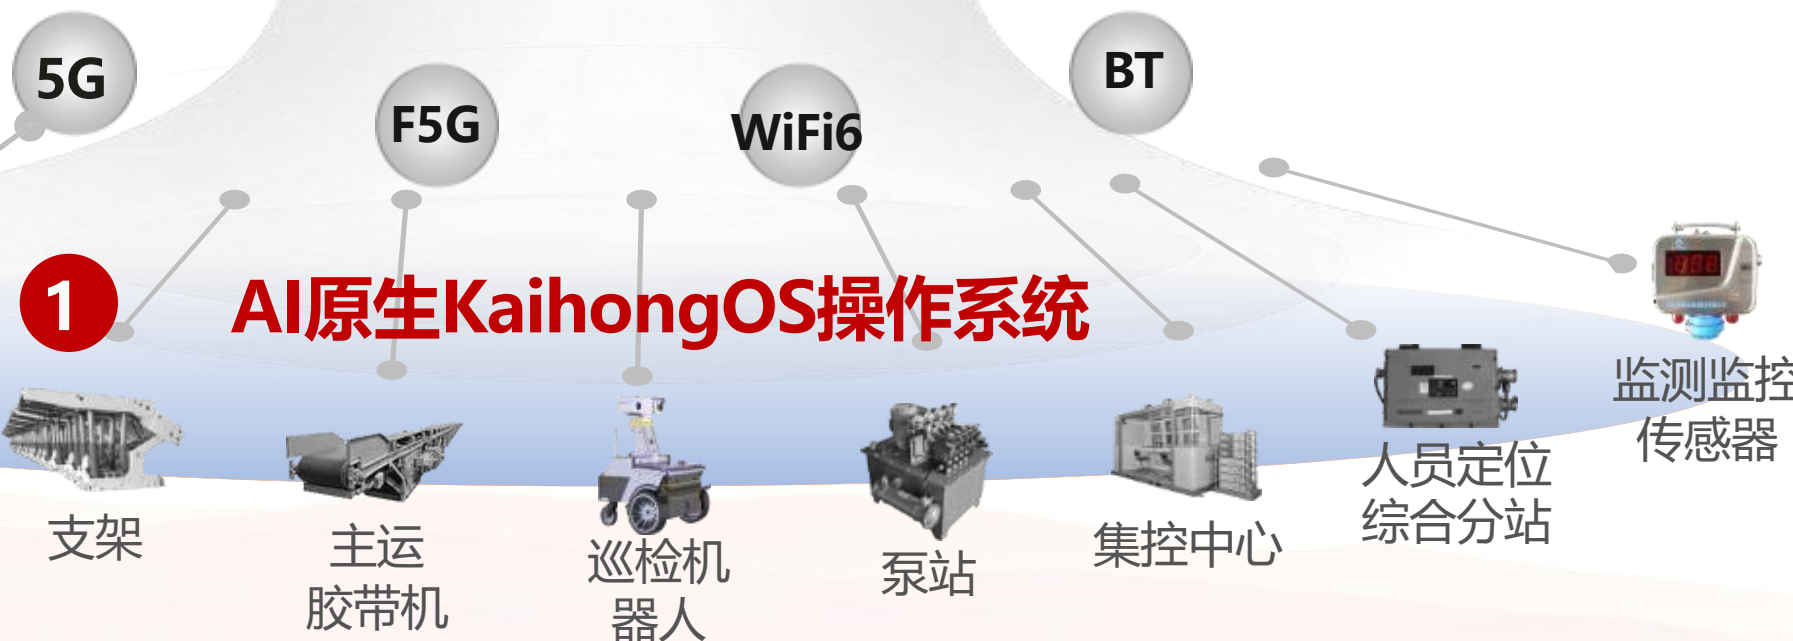 5G
F5G
WiFi6
BT
1
AI原生KaihongOS操作系统
支架
主运
胶带机
巡检机
器人
泵站
集控中心
人员定位
综合分站
监测监控
传感器